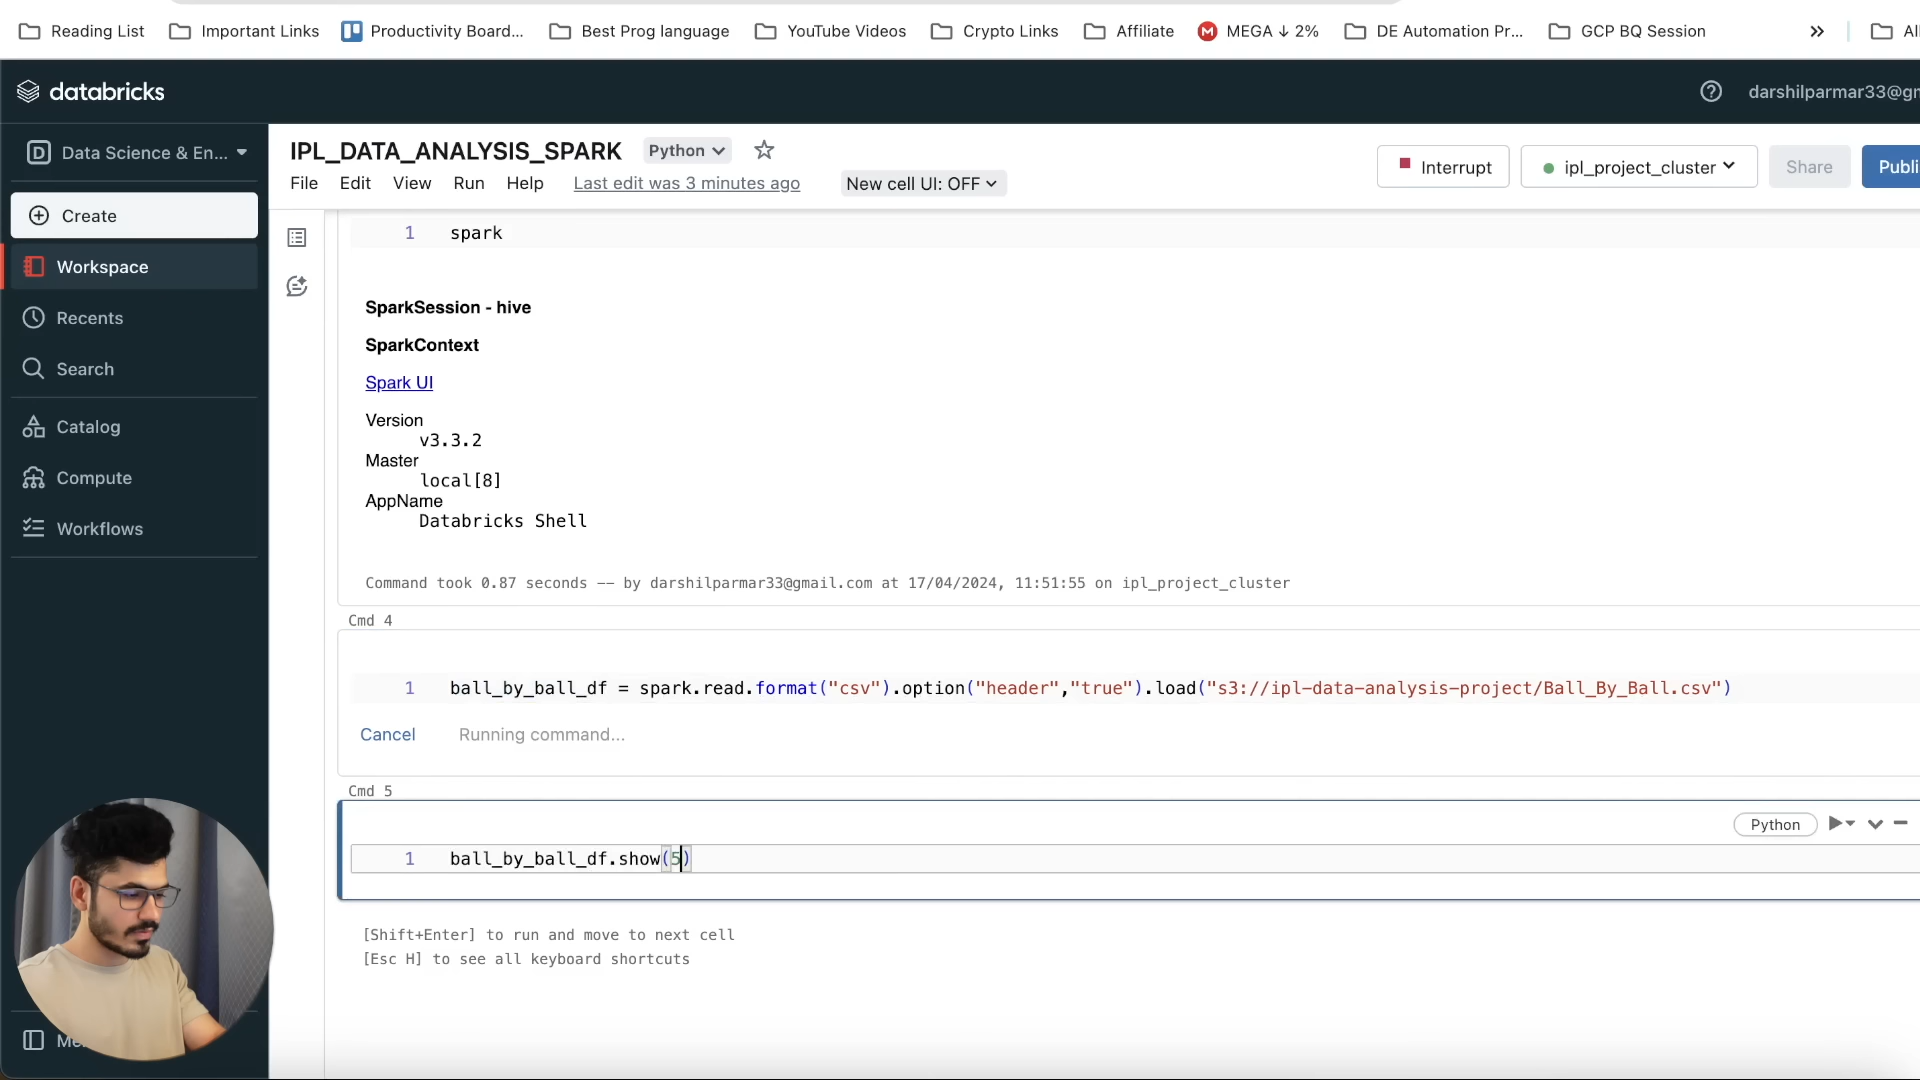 Reading List Important Links Productivity Board... Best Prog language YouTube Videos Crypto Links Affiliate MEGA ↓ 2% DE Automation Pr... GCP BQ Session » All
databricks darshilparmar33@gm
Data Science & En...
Create
Workspace
Recents
Search
Catalog
Compute
Workflows
IPL_DATA_ANALYSIS_SPARK Python
File Edit View Run Help Last edit was 3 minutes ago New cell UI: OFF
Interrupt ipl_project_cluster Share Publi
1 spark
SparkSession - hive
SparkContext
Spark UI
Version
v3.3.2
Master
local[8]
AppName
Databricks Shell
Command took 0.87 seconds -- by darshilparmar33@gmail.com at 17/04/2024, 11:51:55 on ipl_project_cluster
Cmd 4
1 ball_by_ball_df = spark.read.format("csv").option("header","true").load("s3://ipl-data-analysis-project/Ball_By_Ball.csv")
Cancel Running command...
Cmd 5
Python
1 ball_by_ball_df.show(5)
[Shift+Enter] to run and move to next cell
[Esc H] to see all keyboard shortcuts